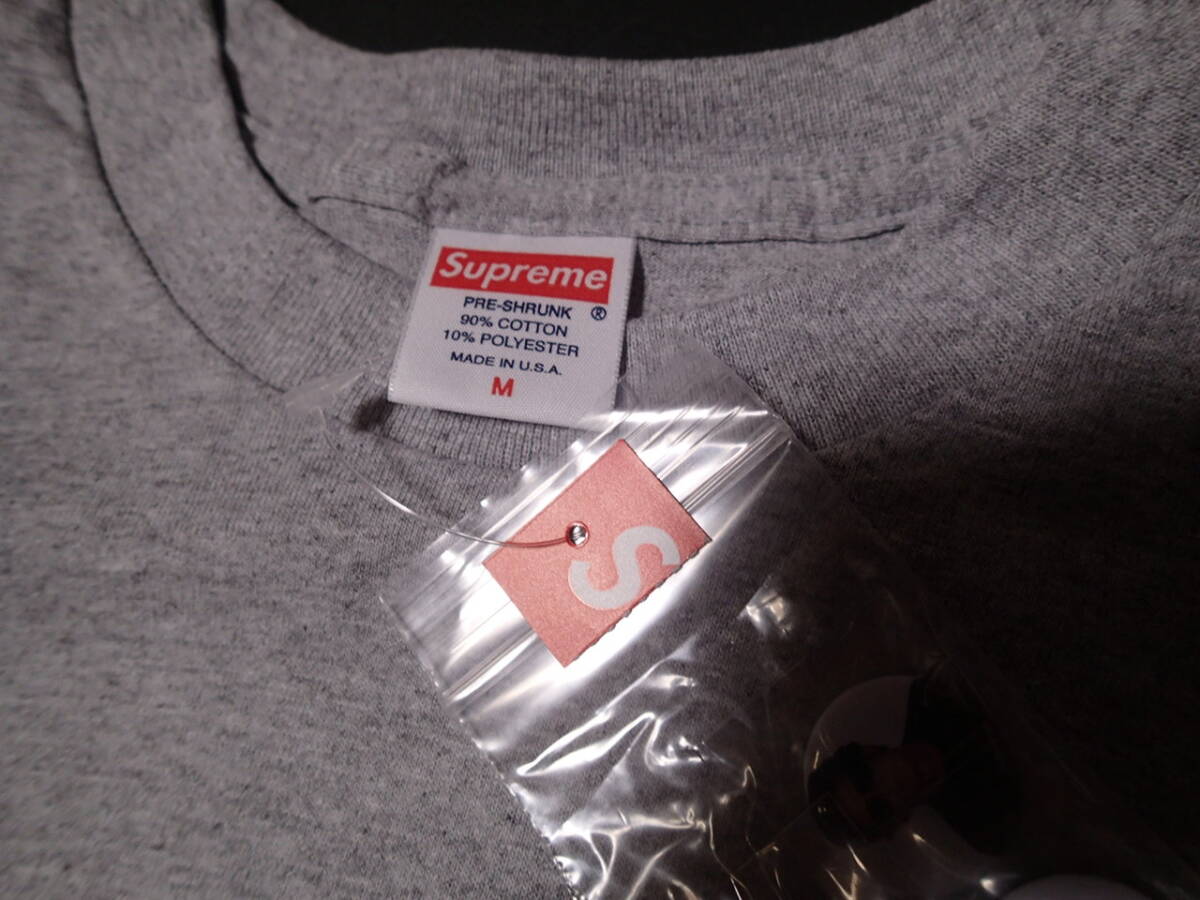 Supreme
PRE-SHRUNK ®
90% COTTON
10% POLYESTER
MADE IN U.S.A.
M
S